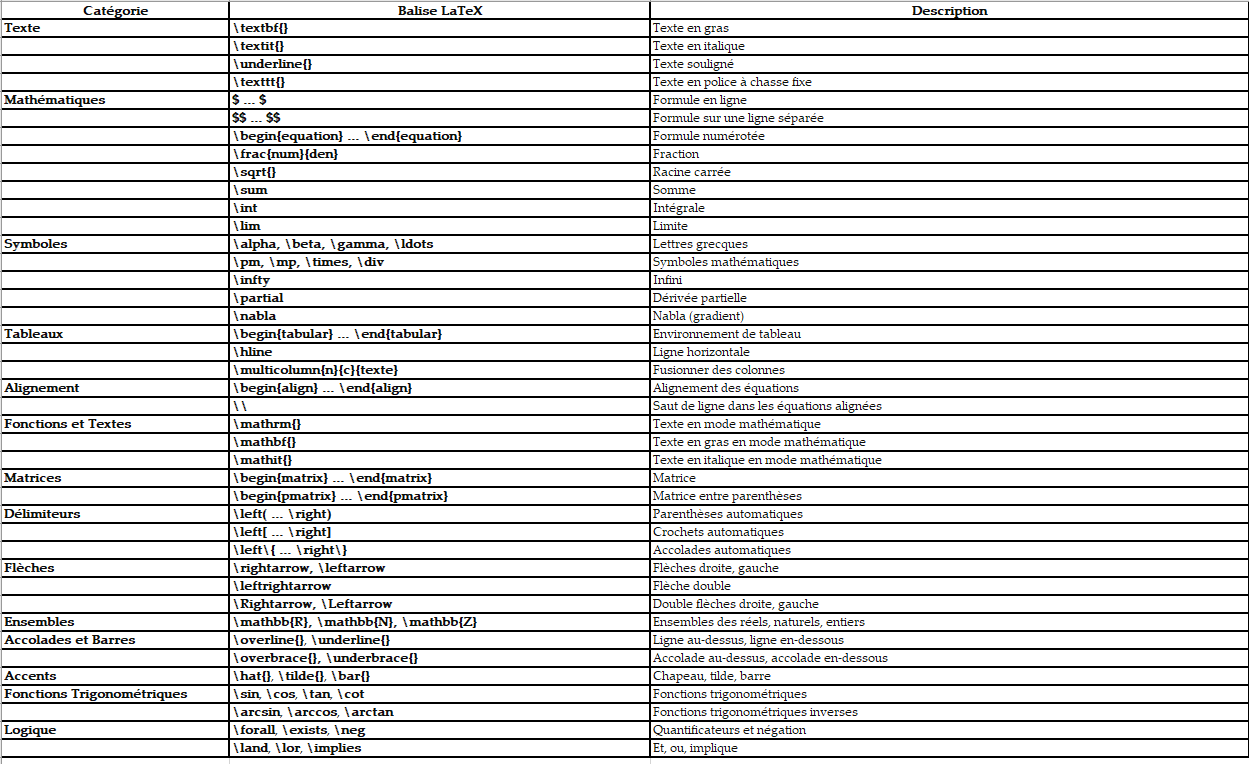 Catégorie Balise LaTeX Description
Texte \textbf{} Texte en gras
\textit{} Texte en italique
\underline{} Texte souligné
\texttt{} Texte en police à chasse fixe
Mathématiques $ ... $ Formule en ligne
$$ ... $$ Formule sur une ligne séparée
\begin{equation} ... \end{equation} Formule numérotée
\frac{num}{den} Fraction
\sqrt{} Racine carrée
\sum Somme
\int Intégrale
\lim Limite
Symboles \alpha, \beta, \gamma, \ldots Lettres grecques
\pm, \mp, \times, \div Symboles mathématiques
\infty Infini
\partial Dérivée partielle
\nabla Nabla (gradient)
Tableaux \begin{tabular} ... \end{tabular} Environnement de tableau
\hline Ligne horizontale
\multicolumn{n}{c}{texte} Fusionner des colonnes
Alignement \begin{align} ... \end{align} Alignement des équations
\\ Saut de ligne dans les équations alignées
Fonctions et Textes \mathrm{} Texte en mode mathématique
\mathbf{} Texte en gras en mode mathématique
\mathit{} Texte en italique en mode mathématique
Matrices \begin{matrix} ... \end{matrix} Matrice
\begin{pmatrix} ... \end{pmatrix} Matrice entre parenthèses
Délimiteurs \left( ... \right) Parenthèses automatiques
\left[ ... \right] Crochets automatiques
\left\{ ... \right\} Accolades automatiques
Flèches \rightarrow, \leftarrow Flèches droite, gauche
\leftrightarrow Flèche double
\Rightarrow, \Leftarrow Double flèches droite, gauche
Ensembles \mathbb{R}, \mathbb{N}, \mathbb{Z} Ensembles des réels, naturels, entiers
Accolades et Barres \overline{}, \underline{} Ligne au-dessus, ligne en-dessous
\overbrace{}, \underbrace{} Accolade au-dessus, accolade en-dessous
Accents \hat{}, \tilde{}, \bar{} Chapeau, tilde, barre
Fonctions Trigonométriques \sin, \cos, \tan, \cot Fonctions trigonométriques
\arcsin, \arccos, \arctan Fonctions trigonométriques inverses
Logique \forall, \exists, \neg Quantificateurs et négation
\land, \lor, \implies Et, ou, implique